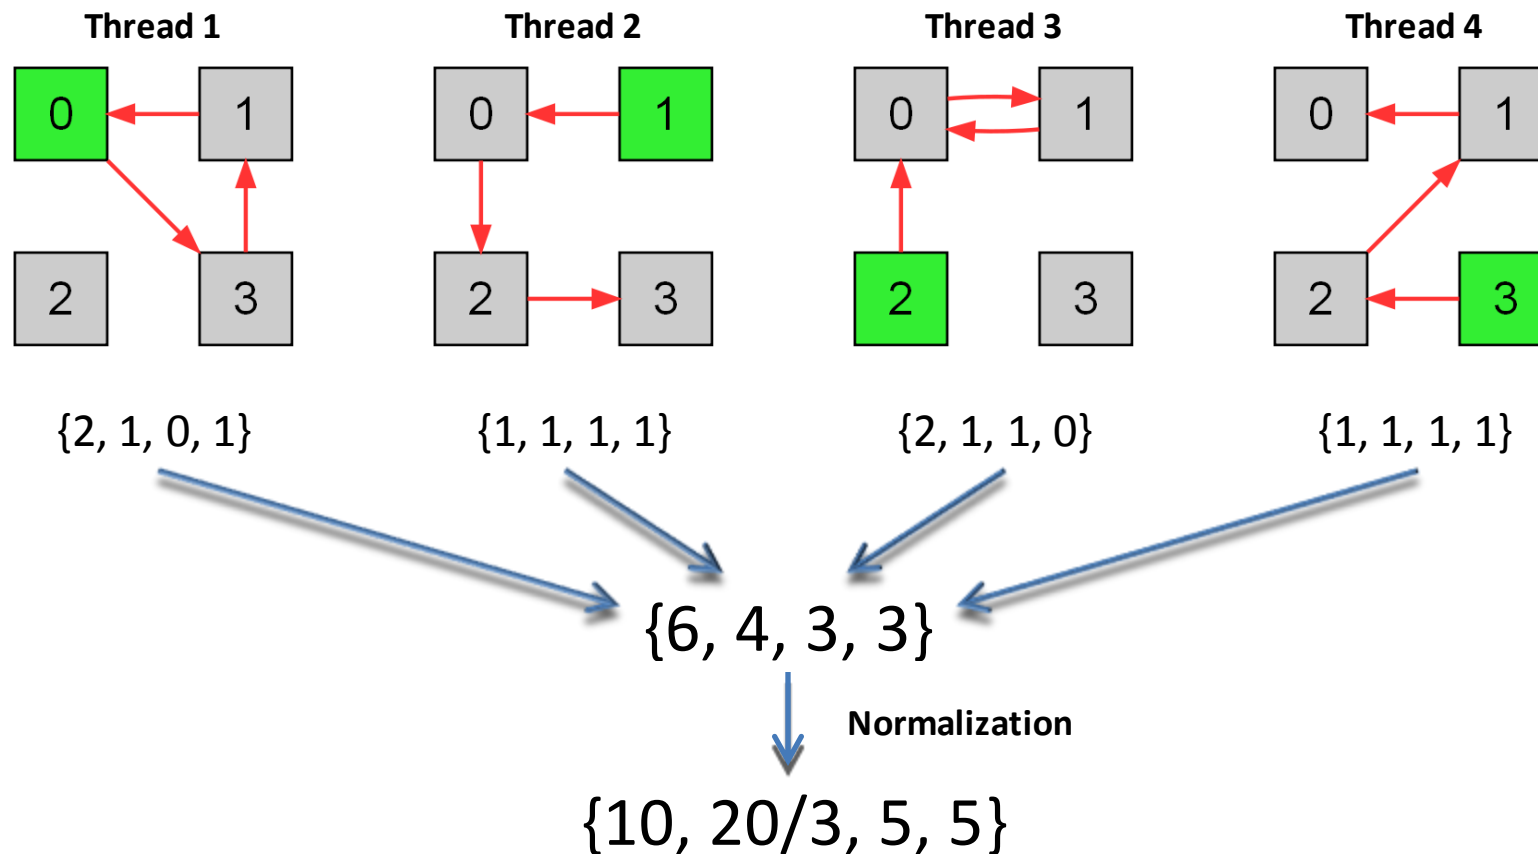 Thread 1 Thread 2 Thread 3 Thread 4
0 1 0 1 0 1 0 1
2 3 2 3 2 3 2 3
{2, 1, 0, 1} {1, 1, 1, 1} {2, 1, 1, 0} {1, 1, 1, 1}
{6, 4, 3, 3}
Normalization
{10, 20/3, 5, 5}